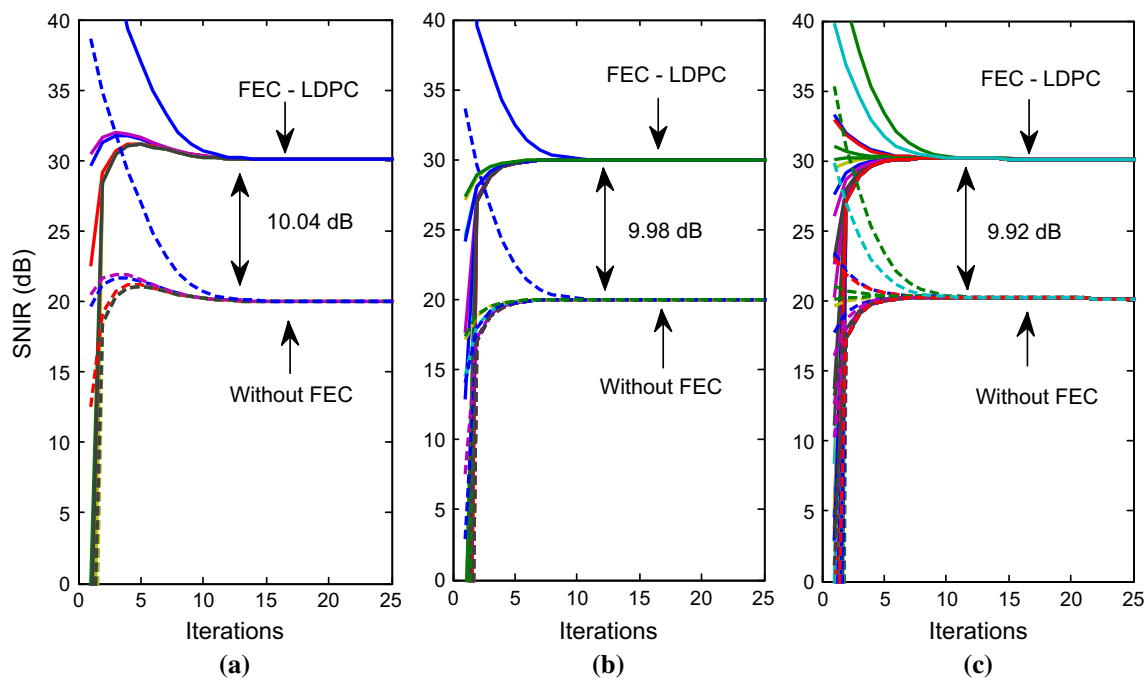 SNIR (dB)
40
35
30
25
20
15
10
5
0
0 5 10 15 20 25
Iterations
(a)
FEC - LDPC
10.04 dB
Without FEC
40
35
30
25
20
15
10
5
0
0 5 10 15 20 25
Iterations
(b)
FEC - LDPC
9.98 dB
Without FEC
40
35
30
25
20
15
10
5
0
0 5 10 15 20 25
Iterations
(c)
FEC - LDPC
9.92 dB
Without FEC